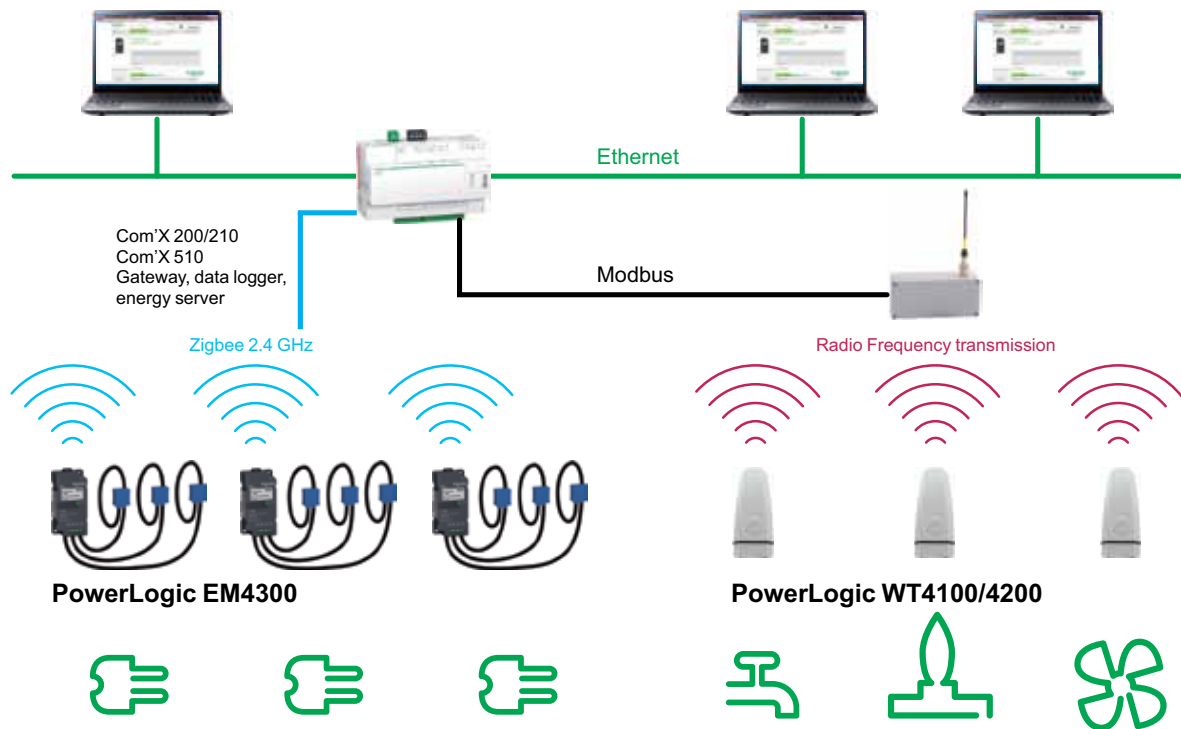 Ethernet
Com’X 200/210
Com’X 510
Gateway, data logger,
energy server
Modbus
Zigbee 2.4 GHz
Radio Frequency transmission
PowerLogic EM4300
PowerLogic WT4100/4200